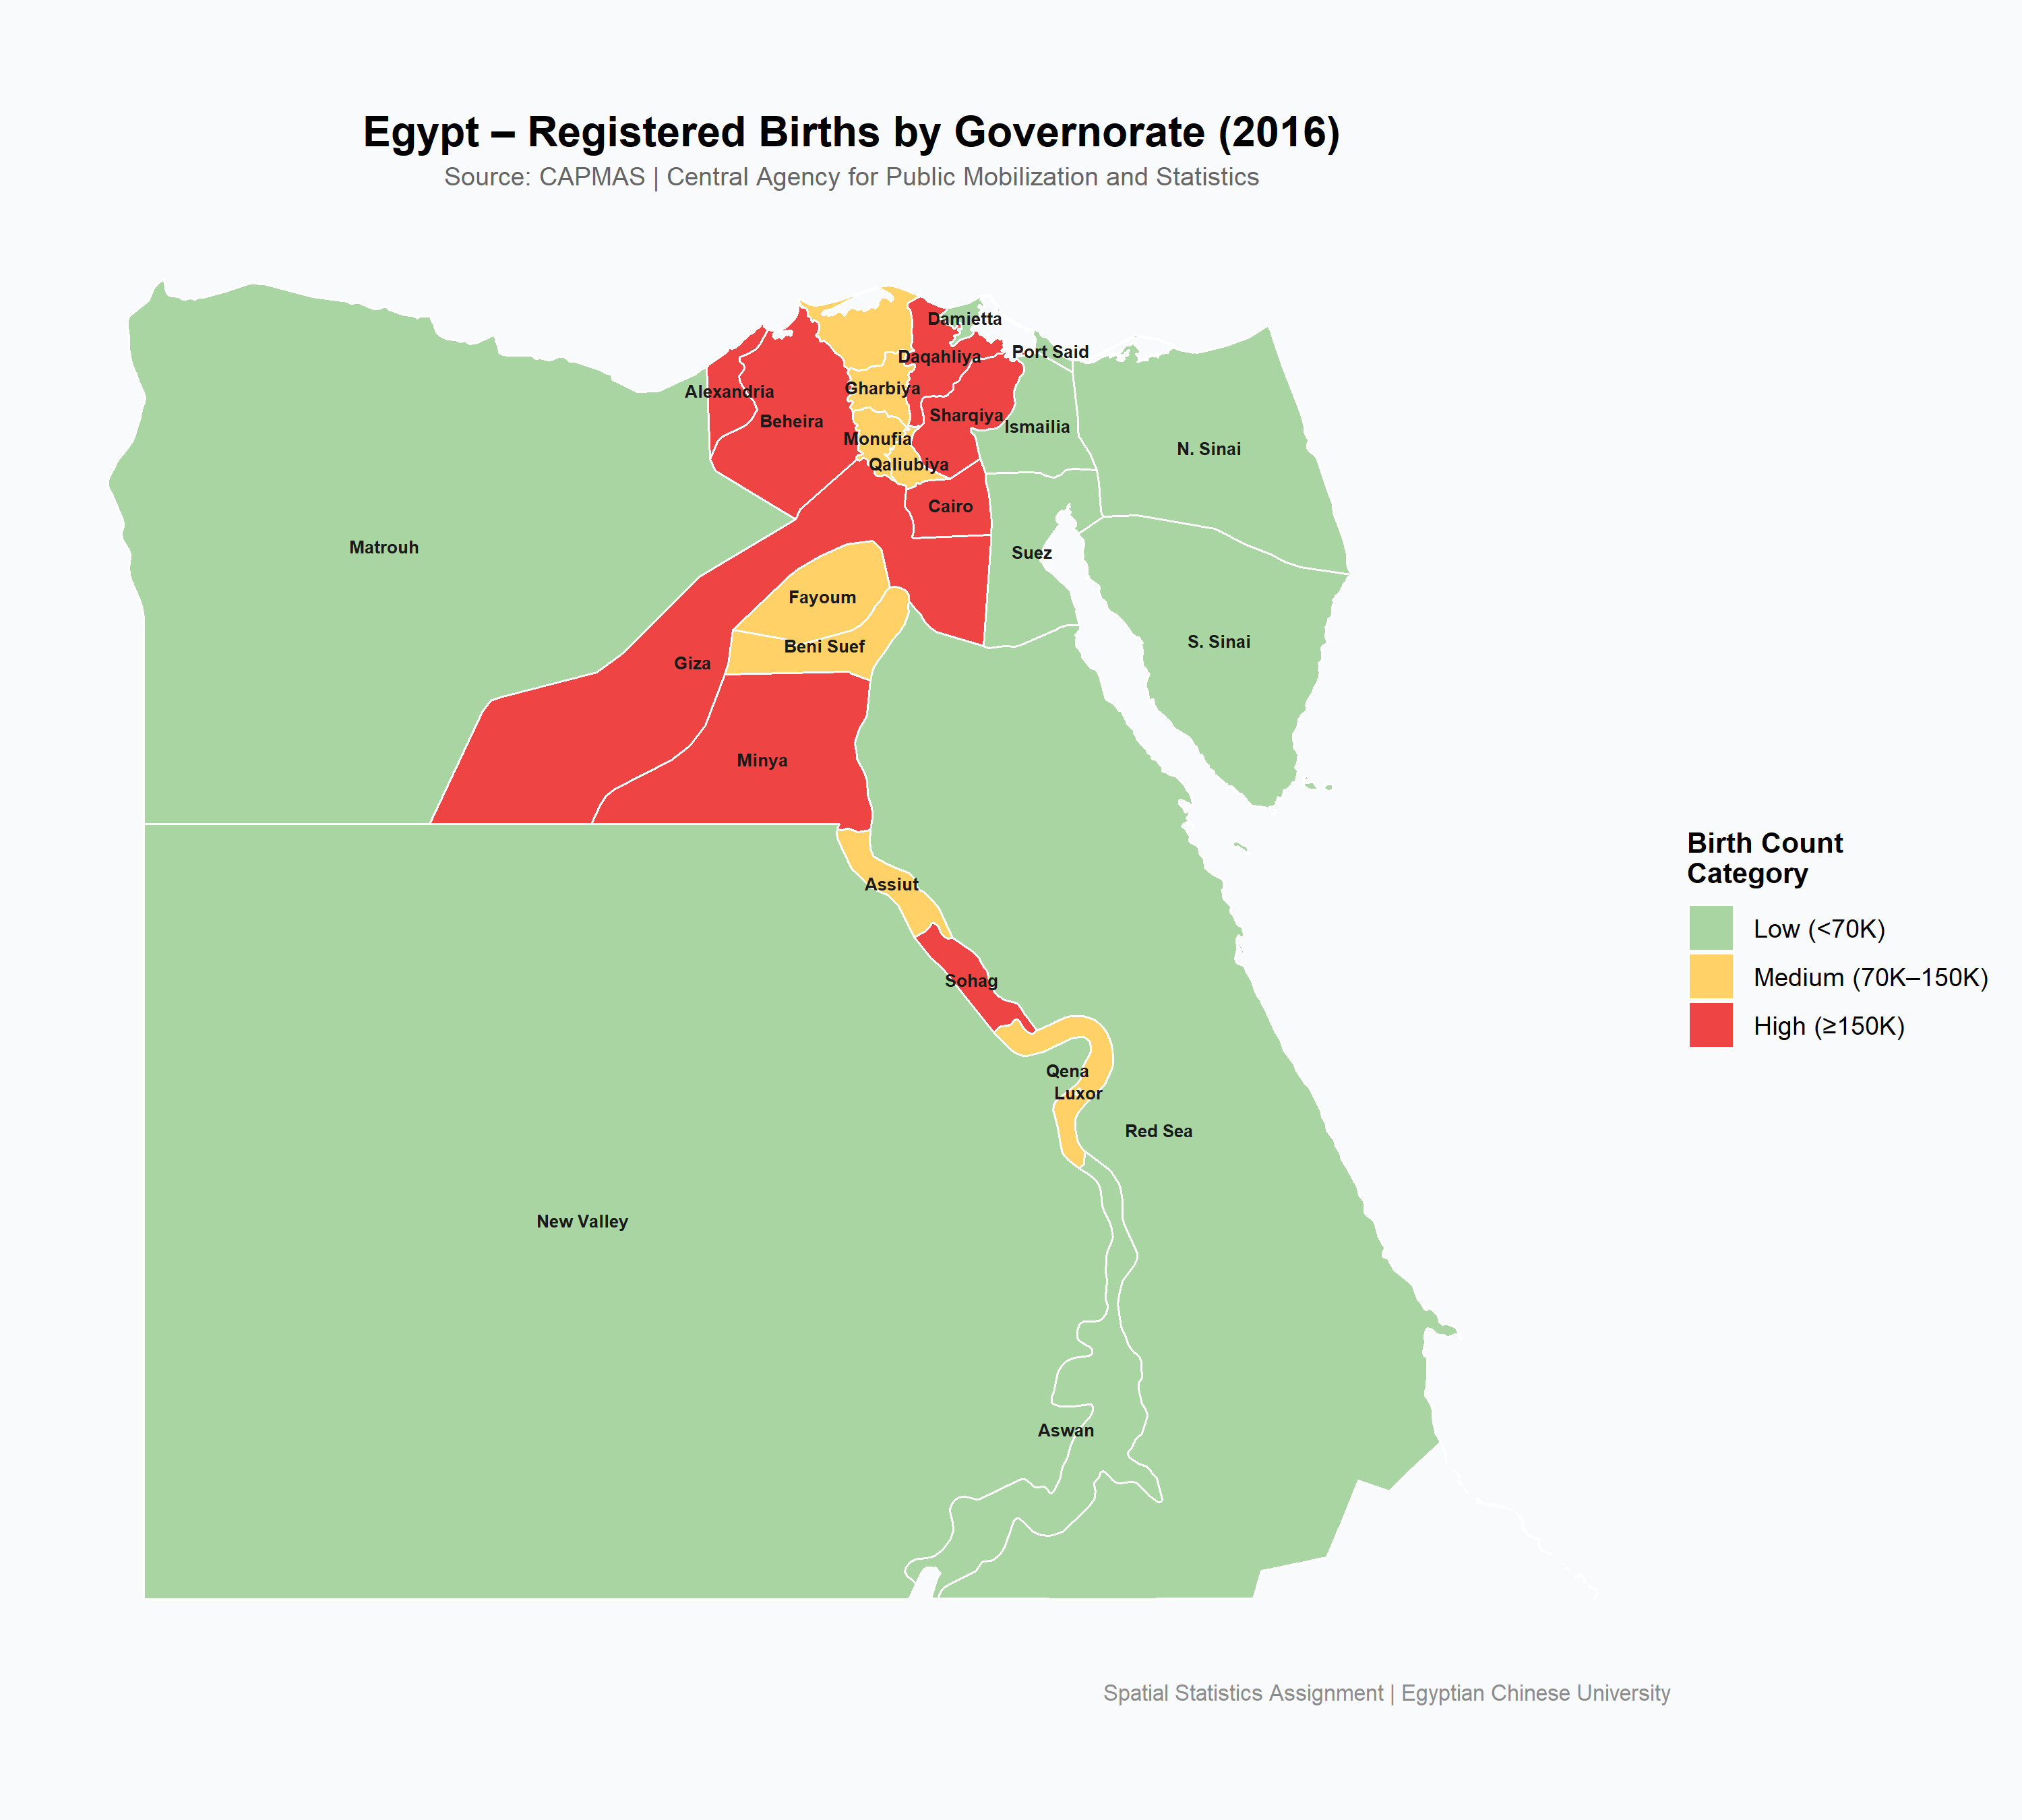 Egypt – Registered Births by Governorate (2016)
Source: CAPMAS | Central Agency for Public Mobilization and Statistics
Damietta
Port Said
Daqahliya
Alexandria
Gharbiya
Beheira
Sharqiya
Ismailia
Monufia
N. Sinai
Qaliubiya
Cairo
Matrouh
Suez
Fayoum
S. Sinai
Beni Suef
Giza
Minya
Birth Count
Category
Assiut
Low (<70K)
Sohag
Medium (70K–150K)
High (≥150K)
Qena
Luxor
Red Sea
New Valley
Aswan
Spatial Statistics Assignment | Egyptian Chinese University